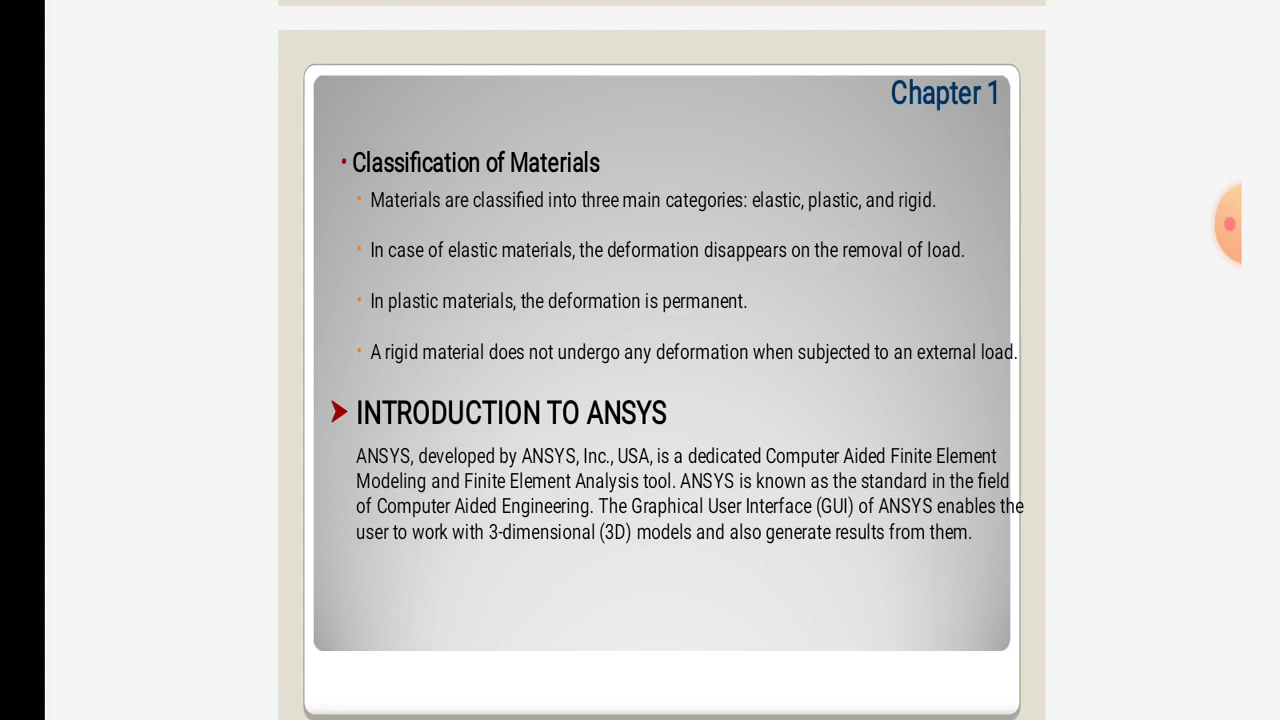 Chapter 1
• Classification of Materials
• Materials are classified into three main categories: elastic, plastic, and rigid.
• In case of elastic materials, the deformation disappears on the removal of load.
• In plastic materials, the deformation is permanent.
• A rigid material does not undergo any deformation when subjected to an external load.
➤ INTRODUCTION TO ANSYS
ANSYS, developed by ANSYS, Inc., USA, is a dedicated Computer Aided Finite Element
Modeling and Finite Element Analysis tool. ANSYS is known as the standard in the field
of Computer Aided Engineering. The Graphical User Interface (GUI) of ANSYS enables the
user to work with 3-dimensional (3D) models and also generate results from them.